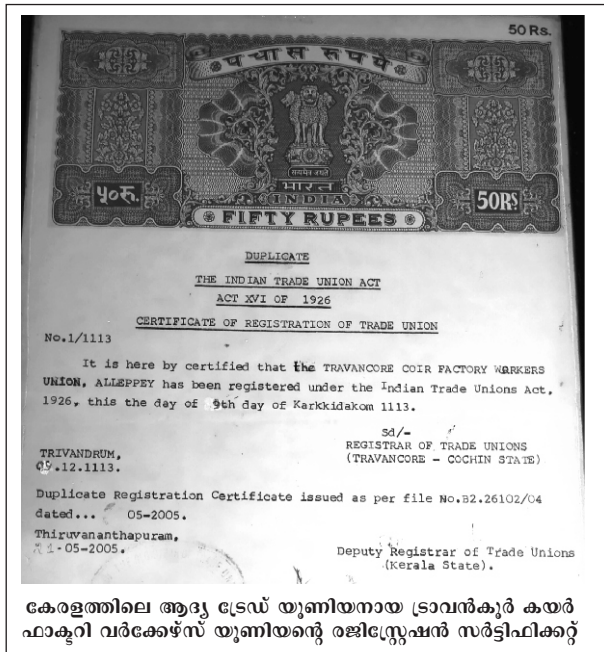 50 Rs.
पचास रुपये
सत्यमेव जयते
भारत
INDIA
५०रु.
50RS
FIFTY RUPEES
DUPLICATE
THE INDIAN TRADE UNION ACT
ACT XVI OF 1926
CERTIFICATE OF REGISTRATION OF TRADE UNION
No.1/1113
It is here by certified that the TRAVANCORE COIR FACTORY WORKERS
UNION, ALLEPPEY has been registered under the Indian Trade Unions Act,
1926, this the day of 9th day of Karkkidakom 1113.
Sd/-
REGISTRAR OF TRADE UNIONS
(TRAVANCORE - COCHIN STATE)
TRIVANDRUM,
09.12.1113.
Duplicate Registration Certificate issued as per file No.B2.26102/04
dated... 05-2005.
Thiruvananthapuram,
-05-2005.
Deputy Registrar of Trade Unions
(Kerala State).
കേരളത്തിലെ ആദ്യ ട്രേഡ് യൂണിയനായ ട്രാവൻകൂർ കയർ
ഫാക്ടറി വർക്കേഴ്സ് യൂണിയന്റെ രജിസ്ട്രേഷൻ സർട്ടിഫിക്കറ്റ്